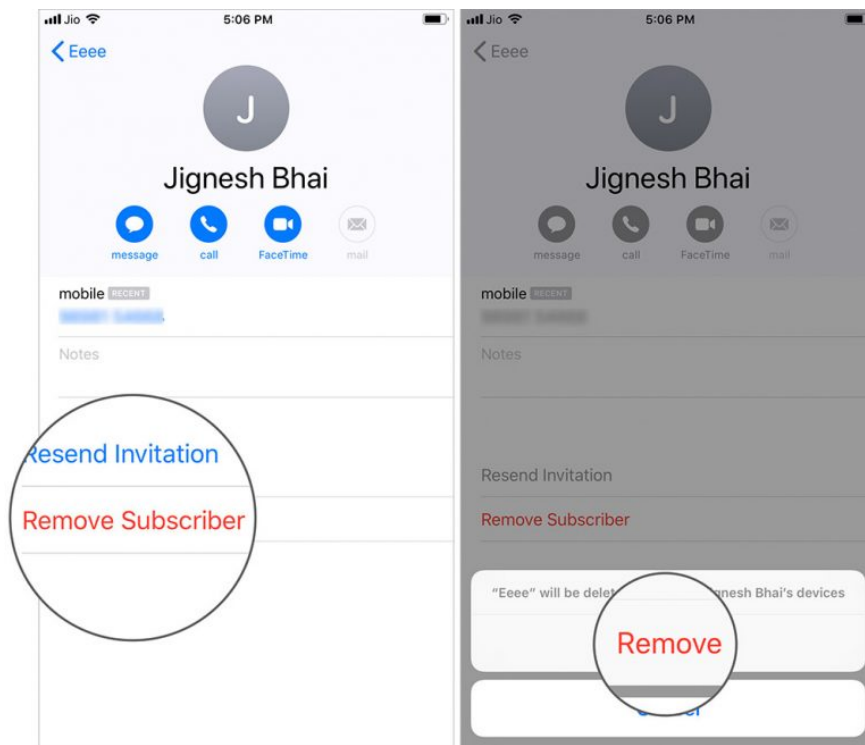 Jio 5:06 PM
Eeee
J
Jignesh Bhai
message call FaceTime mail
mobile RECENT
Notes
Resend Invitation
Remove Subscriber
Jio 5:06 PM
Eeee
J
Jignesh Bhai
message call FaceTime mail
mobile RECENT
Notes
Resend Invitation
Remove Subscriber
"Eeee" will be Bhai's devices
Remove